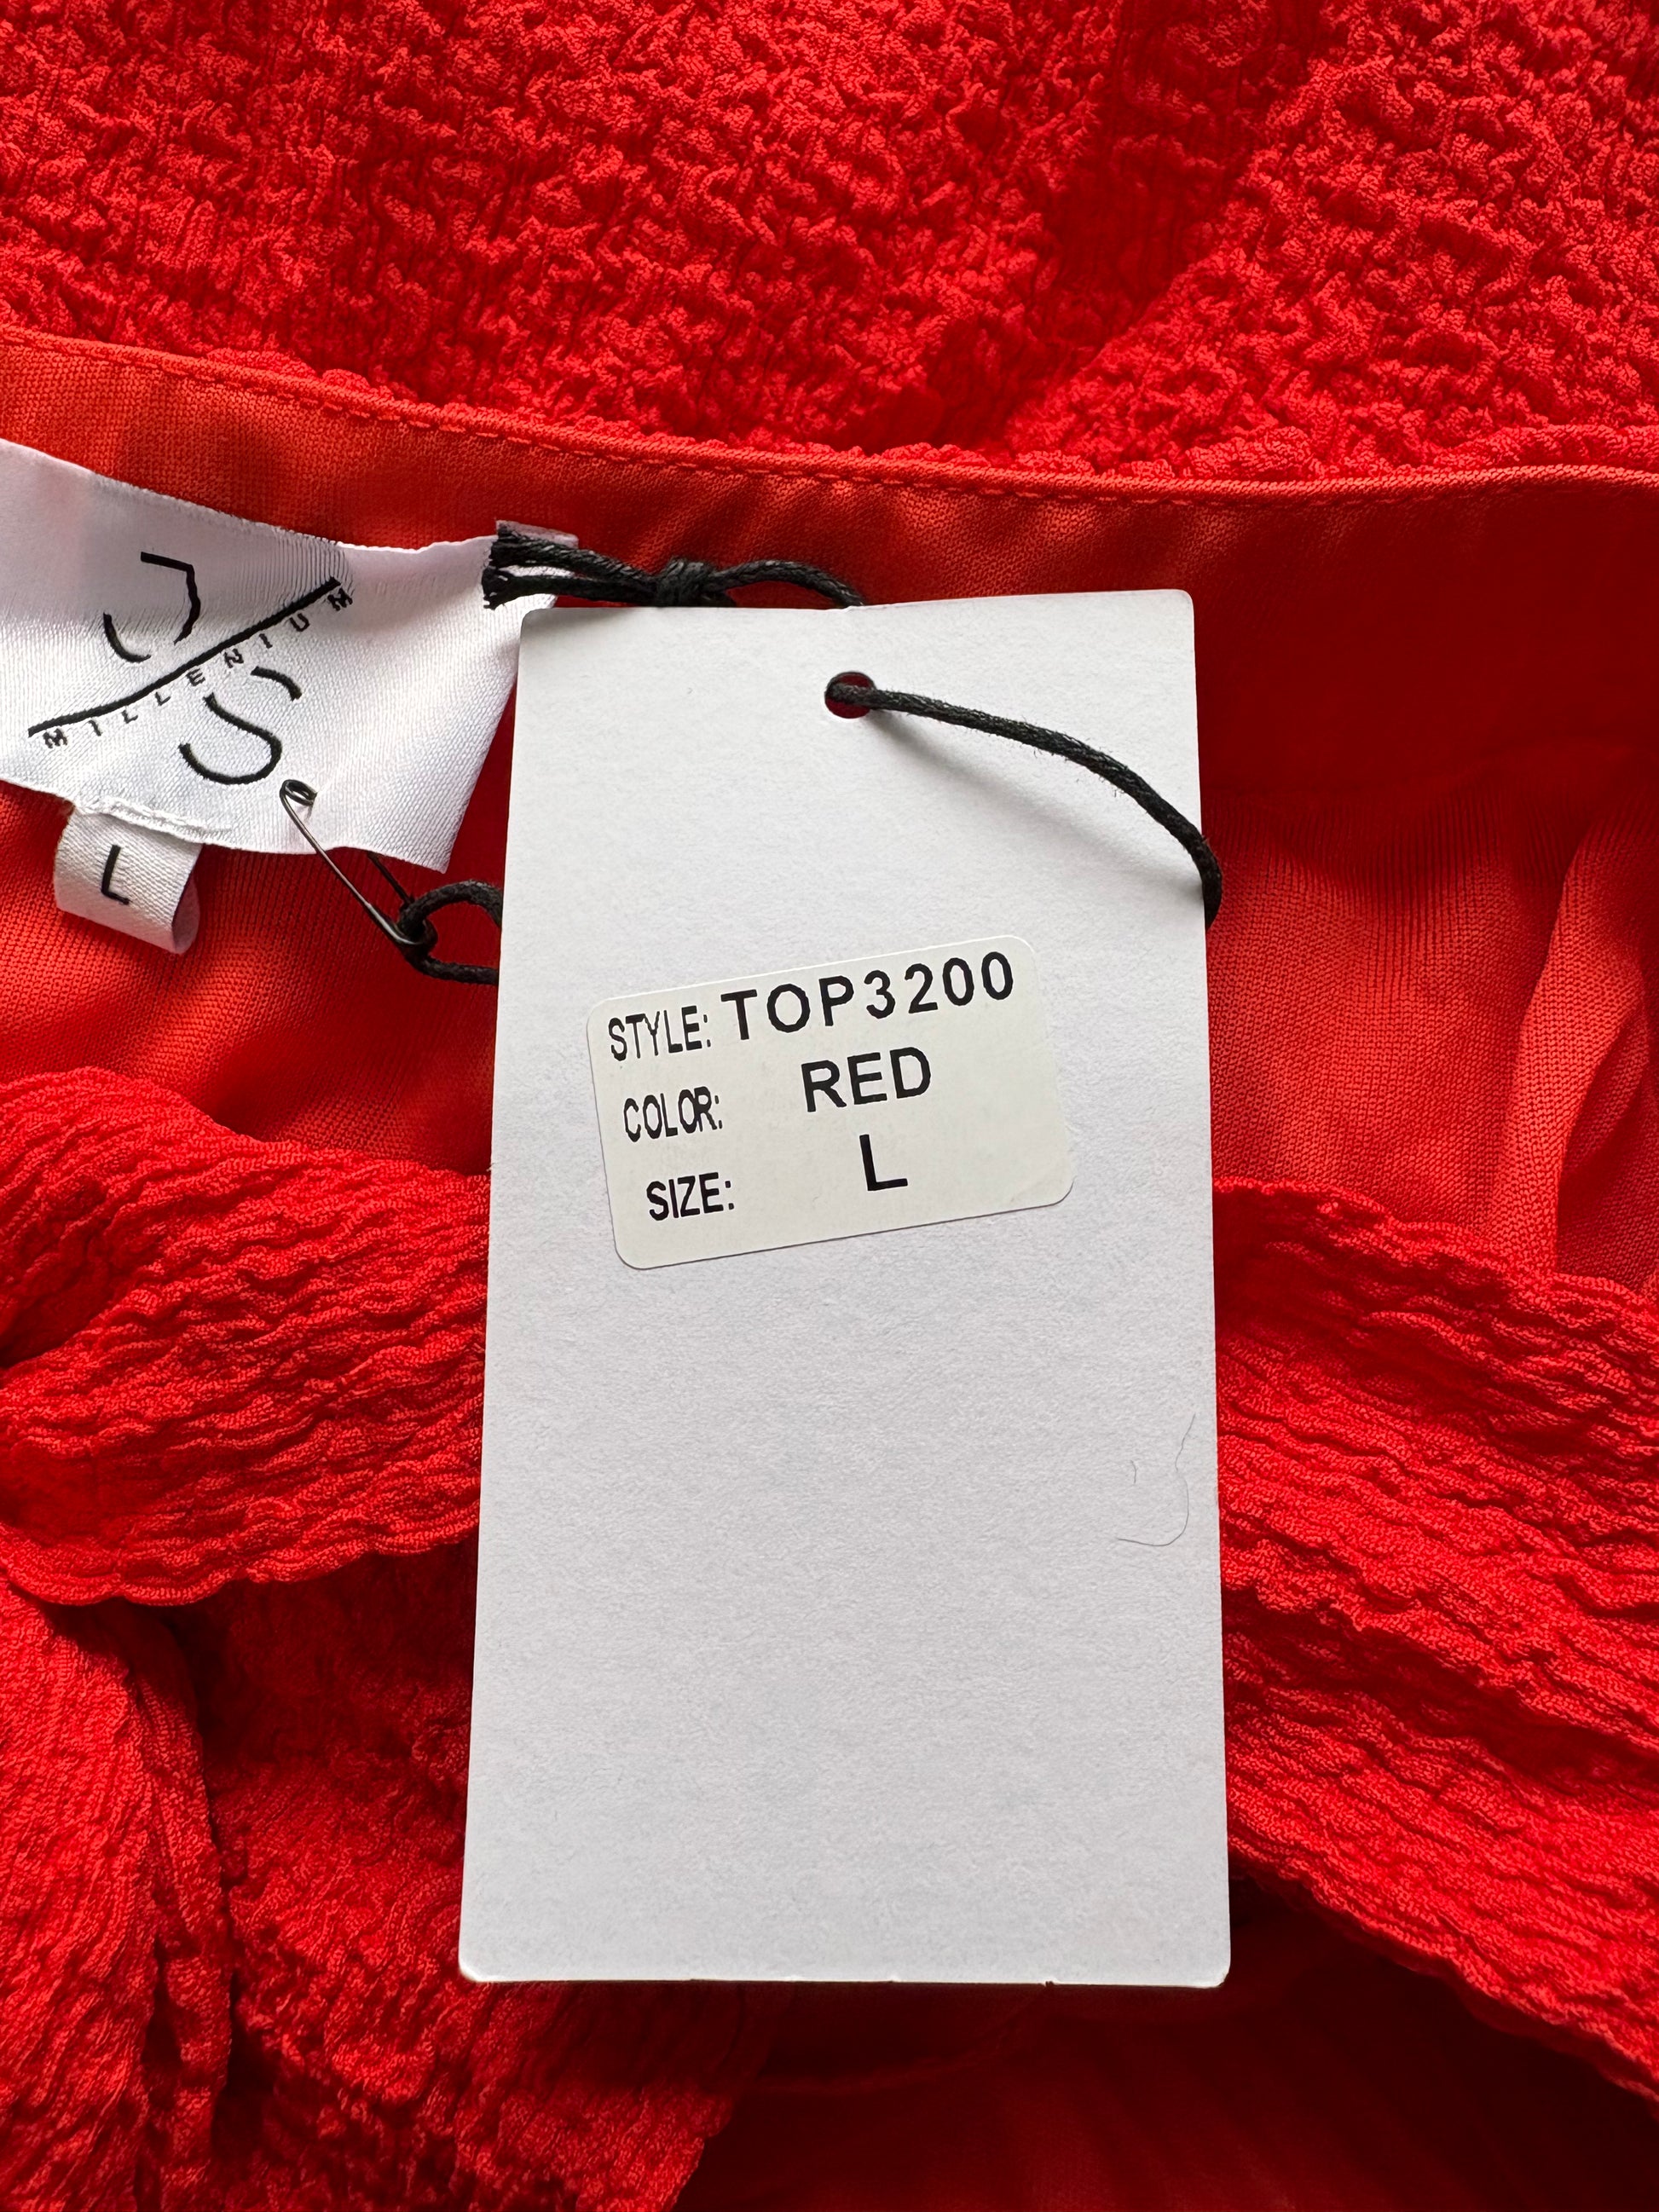 J
MILLENIUM
S
L
STYLE: TOP3200
COLOR: RED
SIZE: L